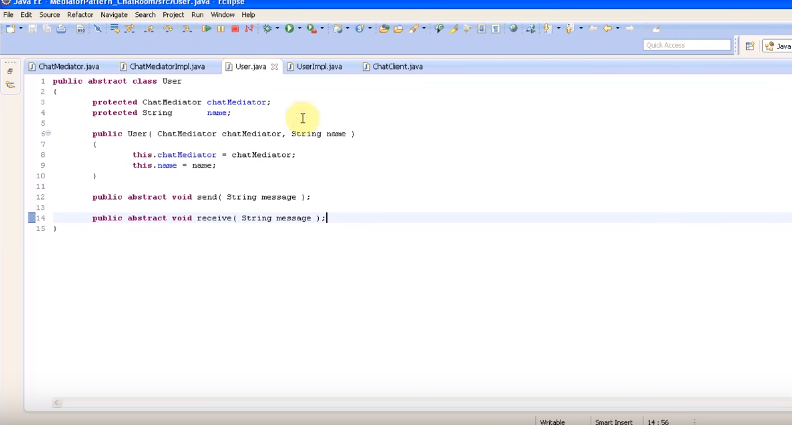 Java EE - MediatorPattern_ChatRoom/src/User.java - Eclipse
File Edit Source Refactor Navigate Search Project Run Window Help
Quick Access
Java
ChatMediator.java ChatMediatorImpl.java User.java UserImpl.java ChatClient.java
1 public abstract class User
2 {
3 protected ChatMediator chatMediator;
4 protected String name;
5
6 public User( ChatMediator chatMediator, String name )
7 {
8 this.chatMediator = chatMediator;
9 this.name = name;
10 }
11
12 public abstract void send( String message );
13
14 public abstract void receive( String message );
15 }
Writable Smart Insert 14 : 56